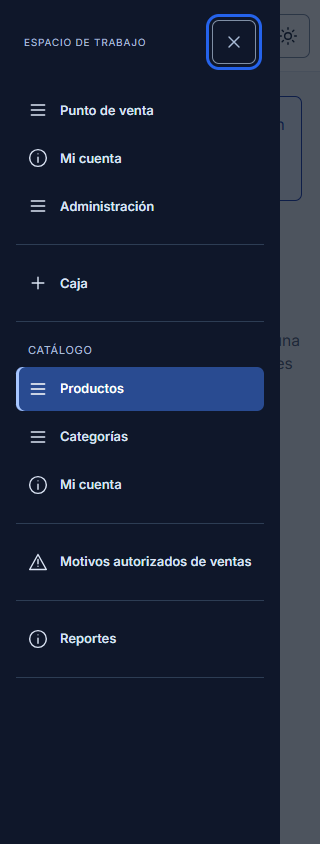 ESPACIO DE TRABAJO
Punto de venta
Mi cuenta
Administración
Caja
CATÁLOGO
Productos
Categorías
Mi cuenta
Motivos autorizados de ventas
Reportes